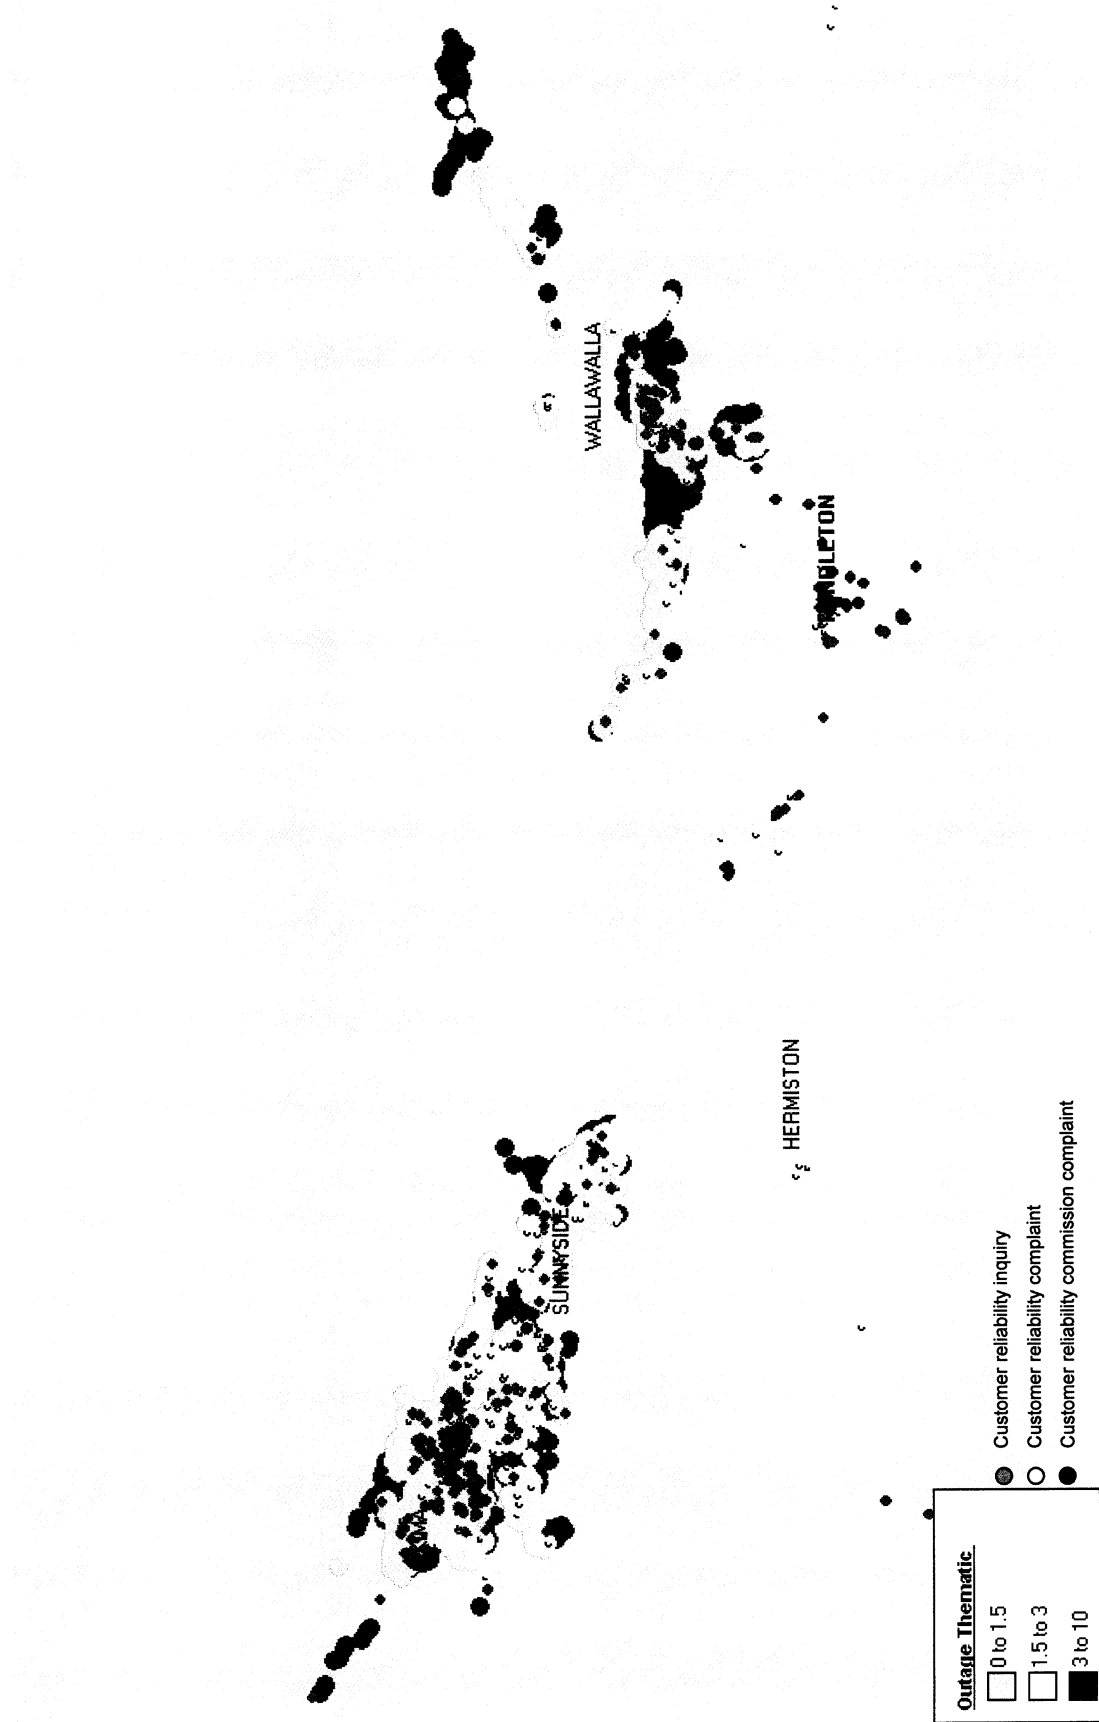 WALLAWALLA
HERMISTON
SUNNYSIDE
Outage Thematic
0 to 1.5
1.5 to 3
3 to 10
Customer reliability inquiry
Customer reliability complaint
Customer reliability commission complaint